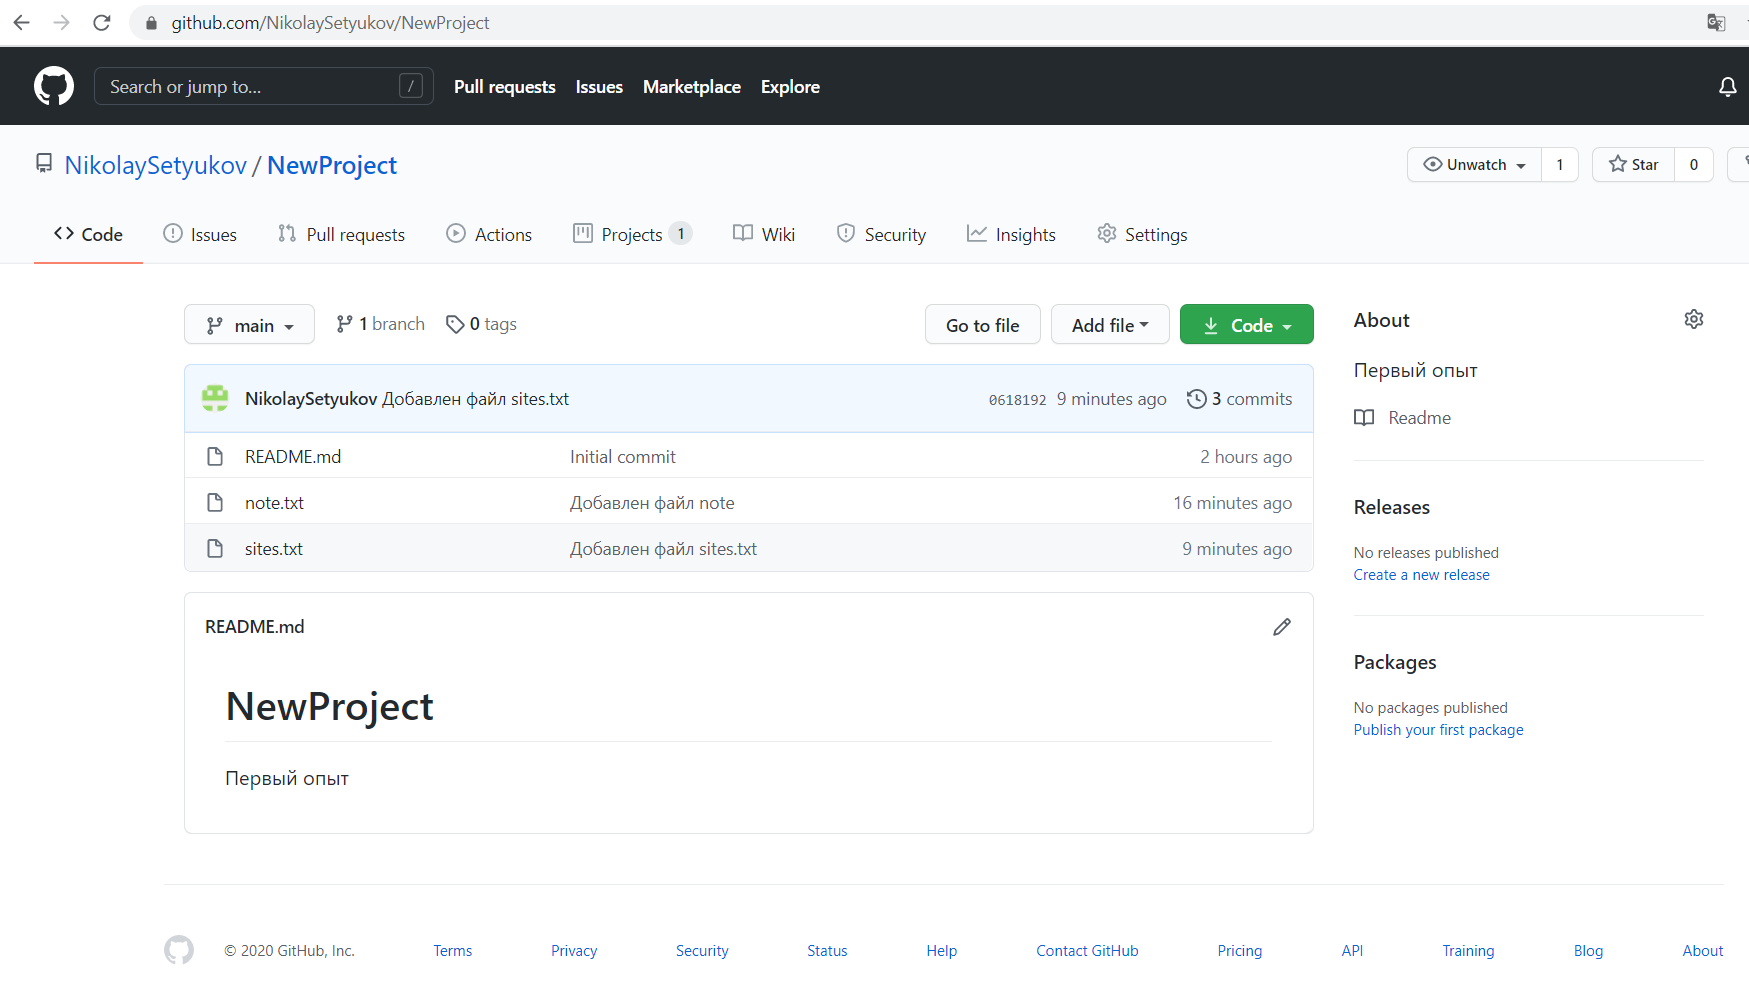 github.com/NikolaySetyukov/NewProject
Search or jump to... / Pull requests Issues Marketplace Explore
NikolaySetyukov / NewProject Unwatch 1 Star 0
Code Issues Pull requests Actions Projects 1 Wiki Security Insights Settings
main 1 branch 0 tags Go to file Add file Code
NikolaySetyukov Добавлен файл sites.txt 0618192 9 minutes ago 3 commits
README.md Initial commit 2 hours ago
note.txt Добавлен файл note 16 minutes ago
sites.txt Добавлен файл sites.txt 9 minutes ago
README.md
NewProject
Первый опыт
About
Первый опыт
Readme
Releases
No releases published
Create a new release
Packages
No packages published
Publish your first package
© 2020 GitHub, Inc. Terms Privacy Security Status Help Contact GitHub Pricing API Training Blog About